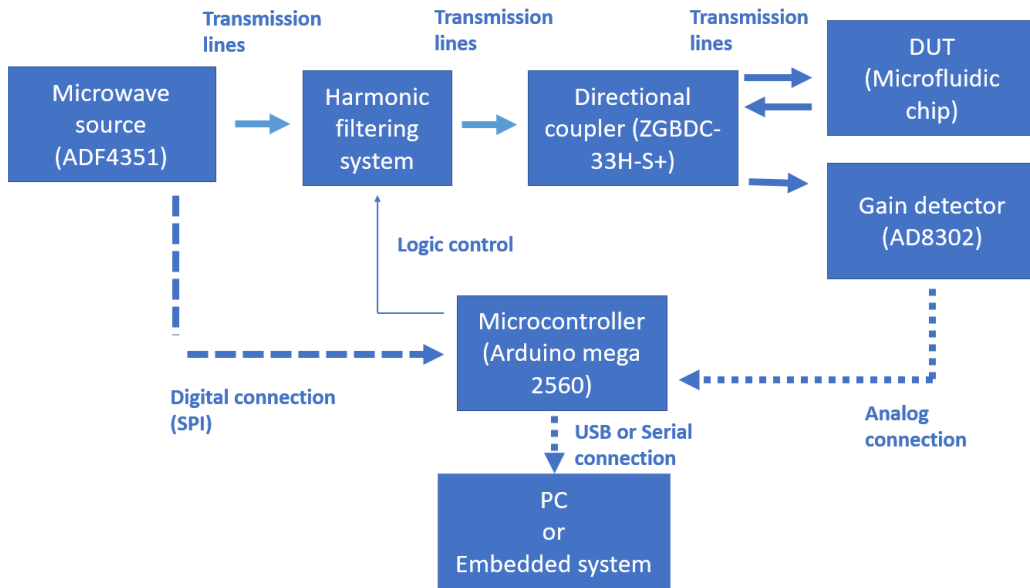 Transmission
lines
Transmission
lines
Transmission
lines
Microwave
source
(ADF4351)
Harmonic
filtering
system
Directional
coupler (ZGBDC-
33H-S+)
DUT
(Microfluidic
chip)
Gain detector
(AD8302)
Logic control
Microcontroller
(Arduino mega
2560)
Digital connection
(SPI)
Analog
connection
USB or Serial
connection
PC
or
Embedded system